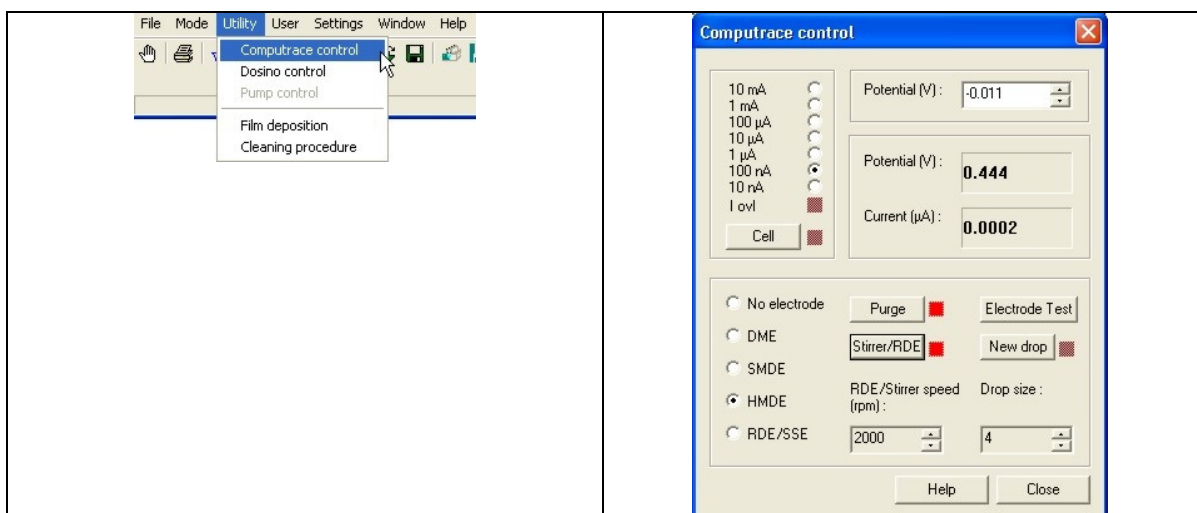 File Mode Utility User Settings Window Help
Computrace control
Dosino control
Pump control
Film deposition
Cleaning procedure
Computrace control
10 mA
1 mA
100 µA
10 µA
1 µA
100 nA
10 nA
I ovl
Cell
Potential (V) :
-0.011
Potential (V) :
0.444
Current (µA) :
0.0002
No electrode
DME
SMDE
HMDE
RDE/SSE
Purge
Electrode Test
Stirrer/RDE
New drop
RDE/Stirrer speed
(rpm) :
Drop size :
2000
4
Help
Close